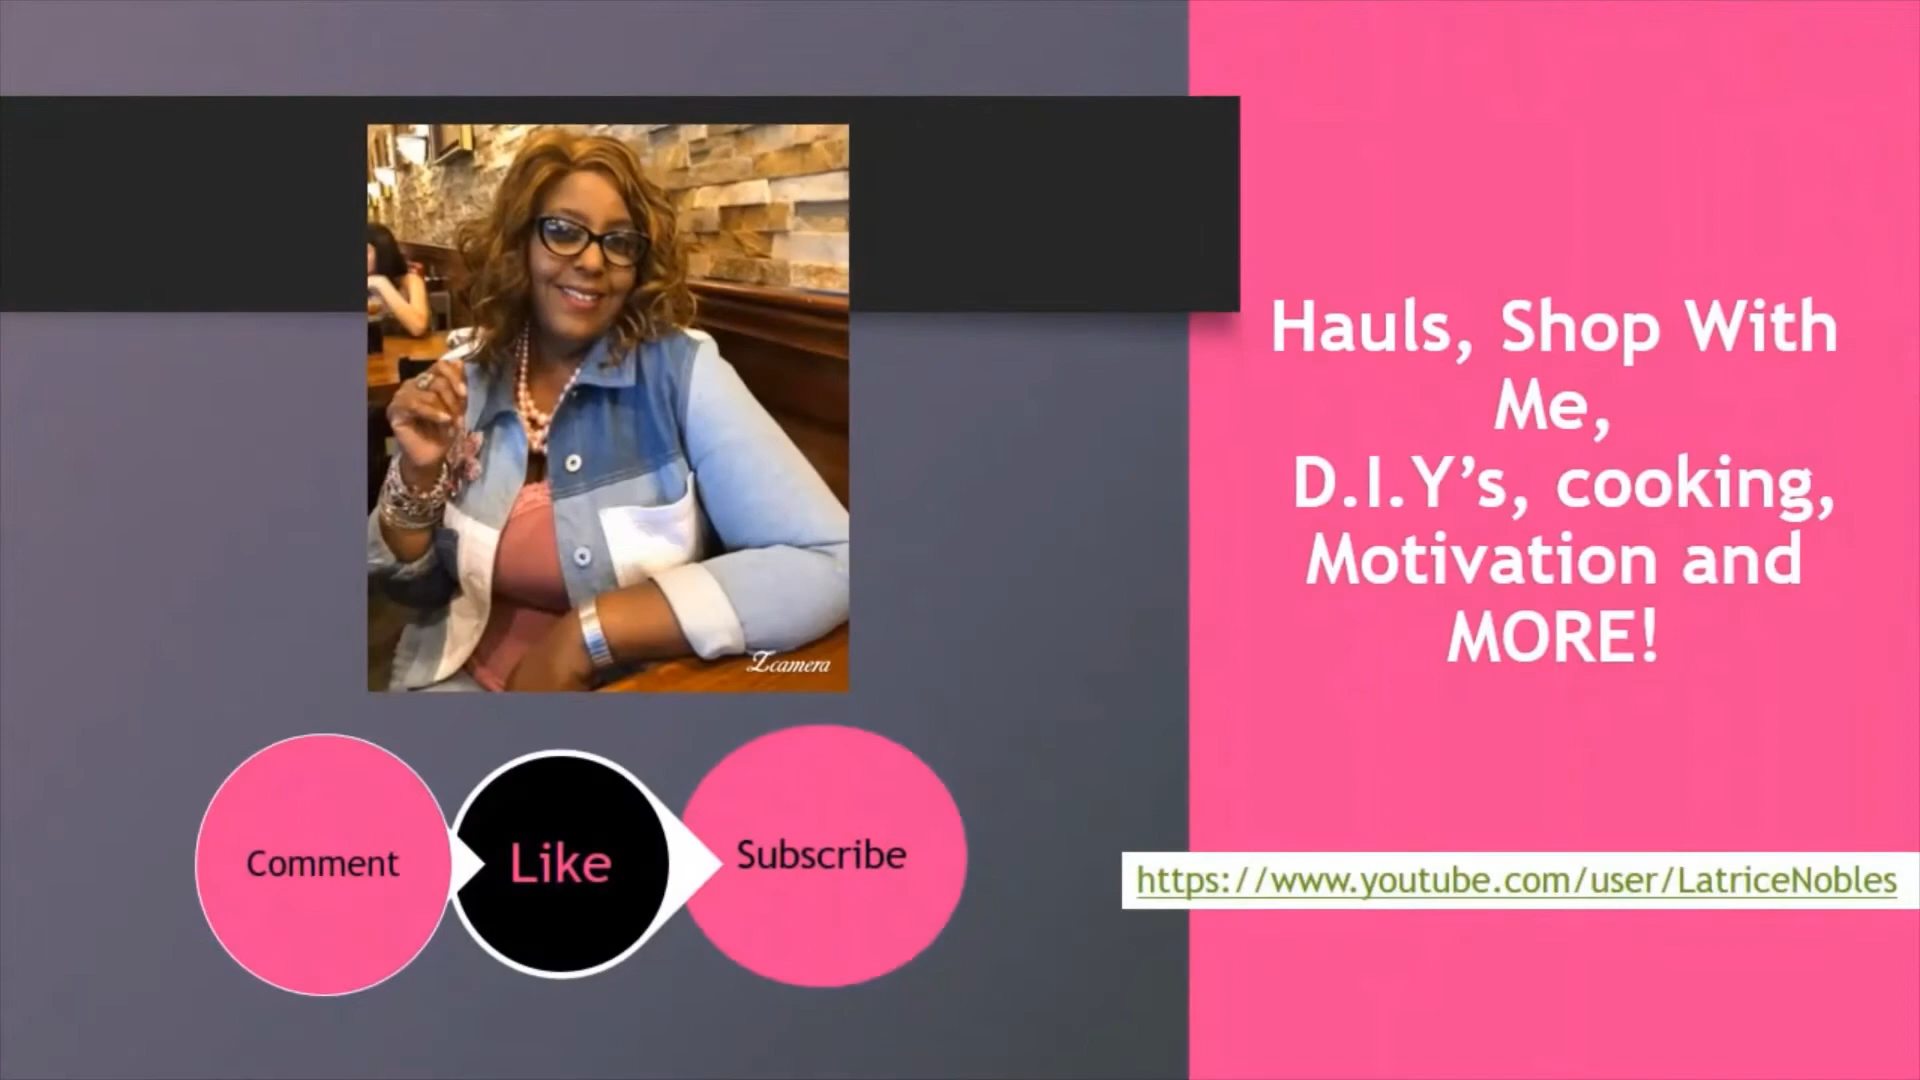 Hauls, Shop With
Me,
D.I.Y’s, cooking,
Motivation and
MORE!
Zcamera
Comment
Like
Subscribe
https://www.youtube.com/user/LatriceNobles